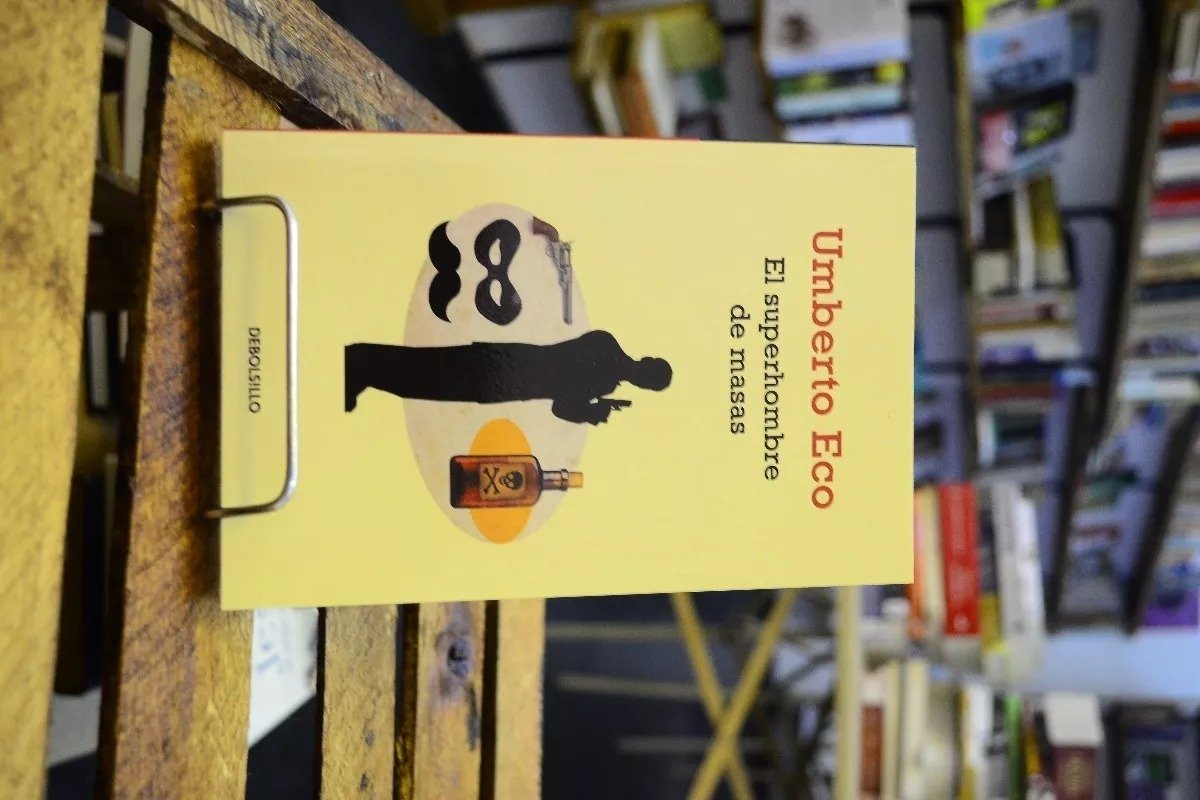 Umberto Eco
El superhombre
de masas
DEBOLSILLO